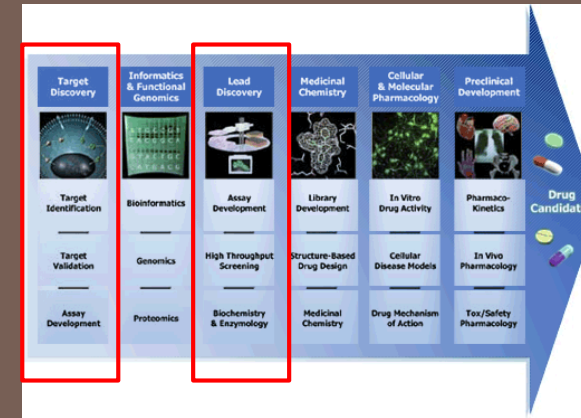 Target
Discovery
Informatics
& Functional
Genomics
Lead
Discovery
Medicinal
Chemistry
Cellular
& Molecular
Pharmacology
Preclinical
Development
Target
Identification
Bioinformatics
Assay
Development
Library
Development
In Vitro
Drug Activity
Pharmaco-
Kinetics
Drug
Candidat
Target
Validation
Genomics
High Throughput
Screening
Structure-Based
Drug Design
Cellular
Disease Models
In Vivo
Pharmacology
Assay
Development
Proteomics
Biochemistry
& Enzymology
Medicinal
Chemistry
Drug Mechanism
of Action
Tox/Safety
Pharmacology